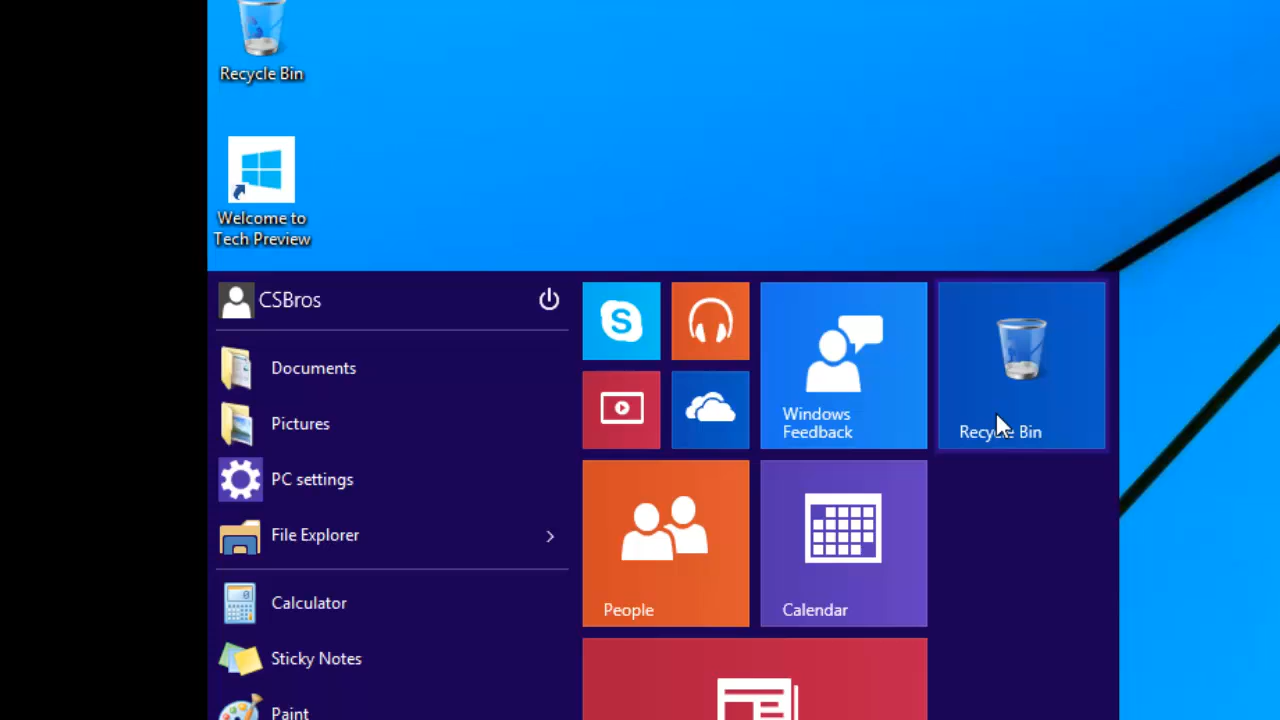 Recycle Bin
Welcome to
Tech Preview
CSBros
Documents
Pictures
PC settings
File Explorer
Calculator
Sticky Notes
Paint
S
Windows
Feedback
Recycle Bin
People
Calendar